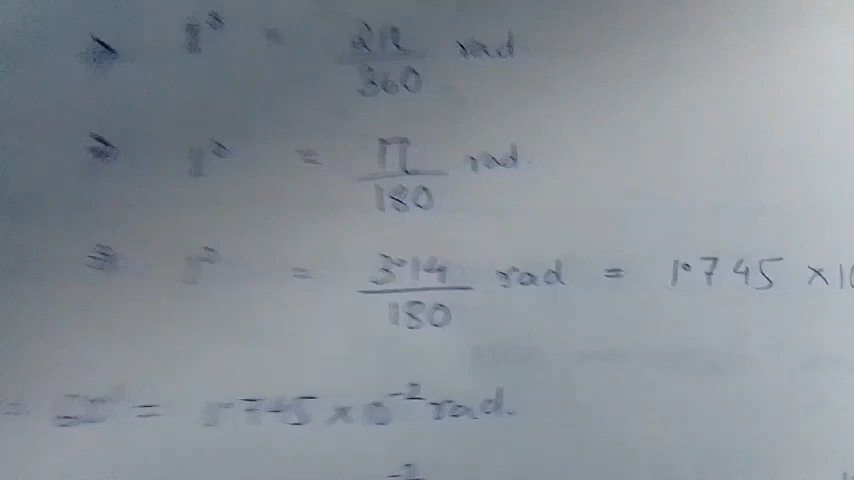 ⇒ 1° = 2π/360 rad
⇒ 1° = π/180 rad
⇒ 1° = 3.14/180 rad = 1.745 × 10
= = 1.745 × 10⁻² rad.